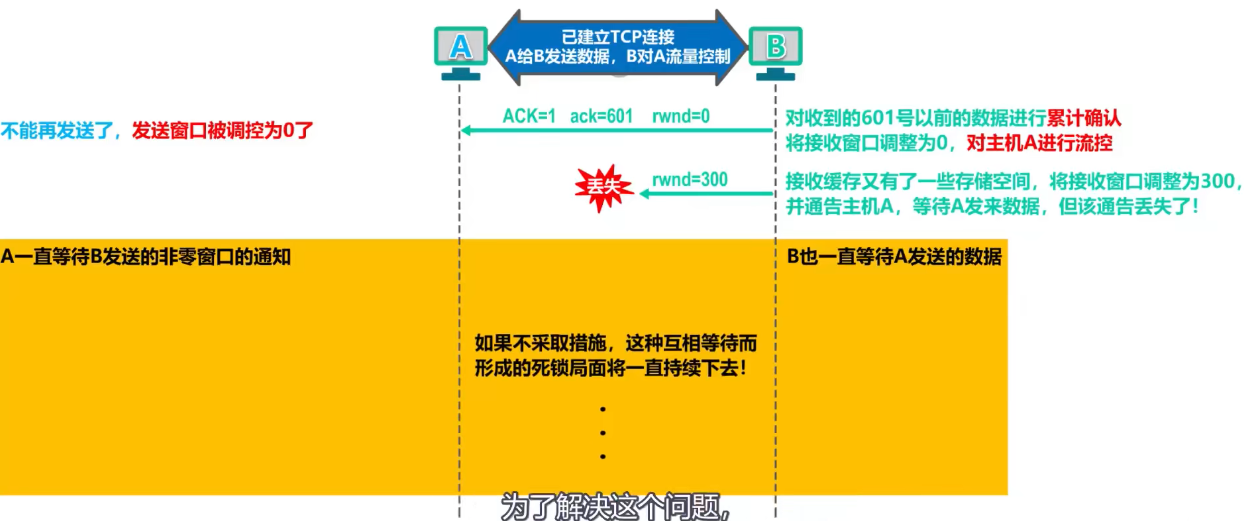 已建立TCP连接
A给B发送数据，B对A流量控制
A
B
ACK=1 ack=601 rwnd=0
不能再发送了，发送窗口被调控为0了
对收到的601号以前的数据进行累计确认
将接收窗口调整为0，对主机A进行流控
丢失
rwnd=300
接收缓存又有了一些存储空间，将接收窗口调整为300，
并通告主机A，等待A发来数据，但该通告丢失了！
A一直等待B发送的非零窗口的通知
B也一直等待A发送的数据
如果不采取措施，这种互相等待而
形成的死锁局面将一直持续下去！
为了解决这个问题，